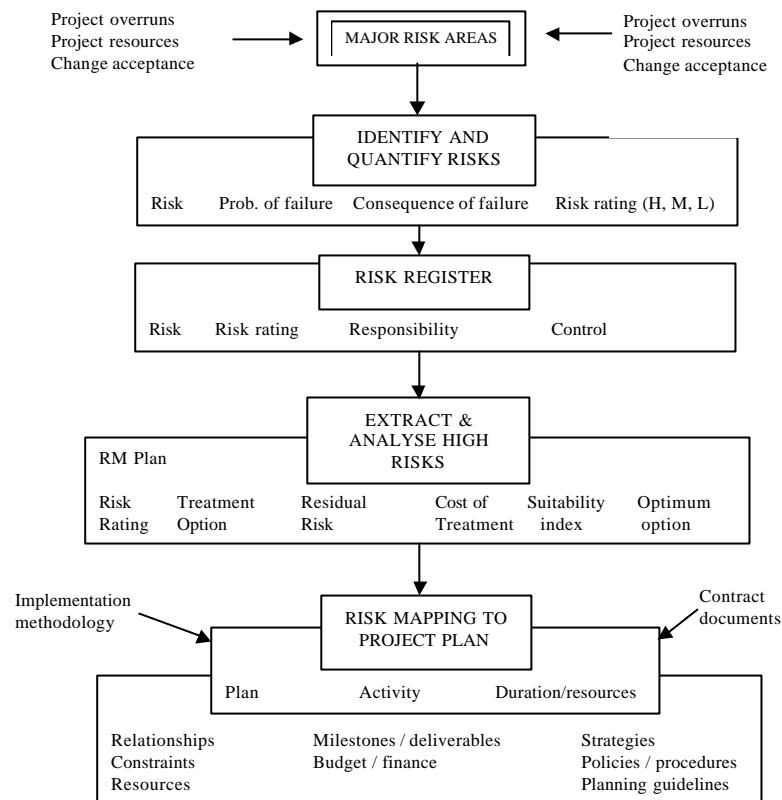 Project overruns
Project resources
Change acceptance
MAJOR RISK AREAS
Project overruns
Project resources
Change acceptance
IDENTIFY AND
QUANTIFY RISKS
Risk Prob. of failure Consequence of failure Risk rating (H, M, L)
RISK REGISTER
Risk Risk rating Responsibility Control
EXTRACT &
ANALYSE HIGH
RISKS
RM Plan
Risk Treatment Residual Cost of Suitability Optimum
Rating Option Risk Treatment index option
Implementation
methodology
RISK MAPPING TO
PROJECT PLAN
Contract
documents
Plan Activity Duration/resources
Relationships Milestones / deliverables Strategies
Constraints Budget / finance Policies / procedures
Resources Planning guidelines